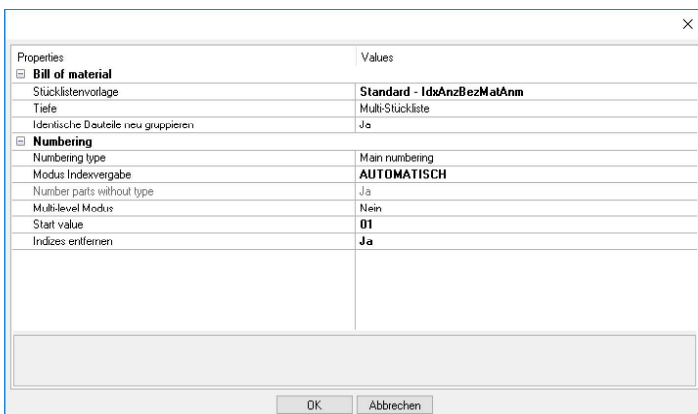 Properties Values
Bill of material
Stücklistenvorlage Standard - IdxAnzBezMatAnm
Tiefe Multi-Stückliste
Identische Bauteile neu gruppieren Ja
Numbering
Numbering type Main numbering
Modus Indexvergabe AUTOMATISCH
Number parts without type Ja
Multi-level Modus Nein
Start value 01
Indizes entfernen Ja
OK Abbrechen